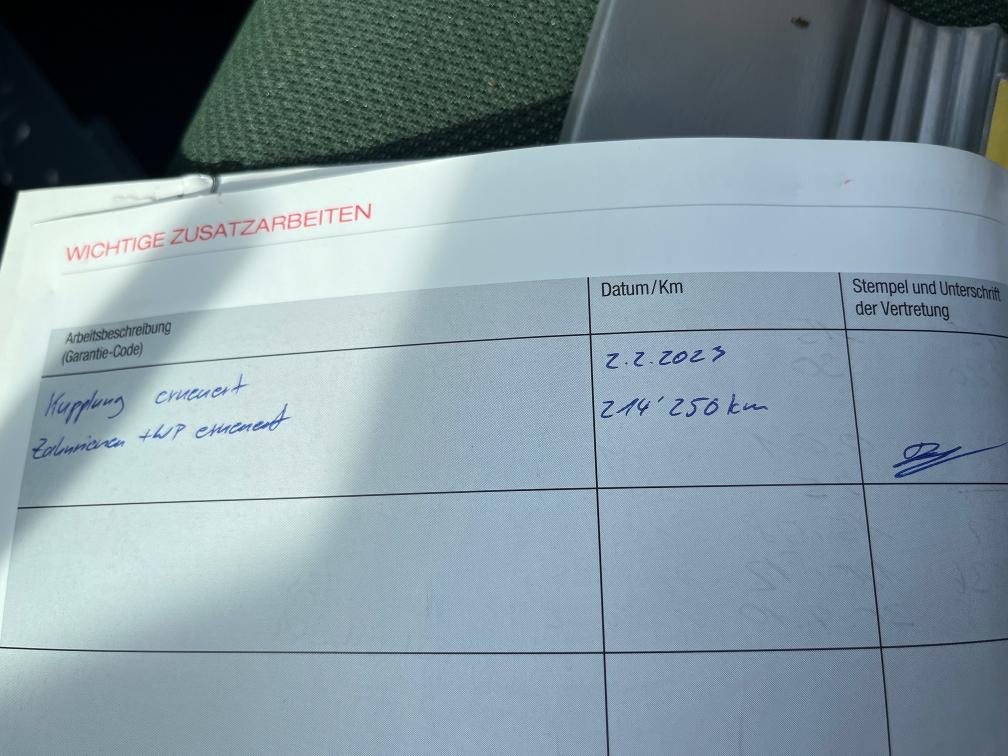 WICHTIGE ZUSATZARBEITEN
Arbeitsbeschreibung
(Garantie-Code)
Datum/Km
Stempel und Unterschrift
der Vertretung
Kupplung erneuert
Zahnriemen +WP erneuert
2.2.2023
214'250 km